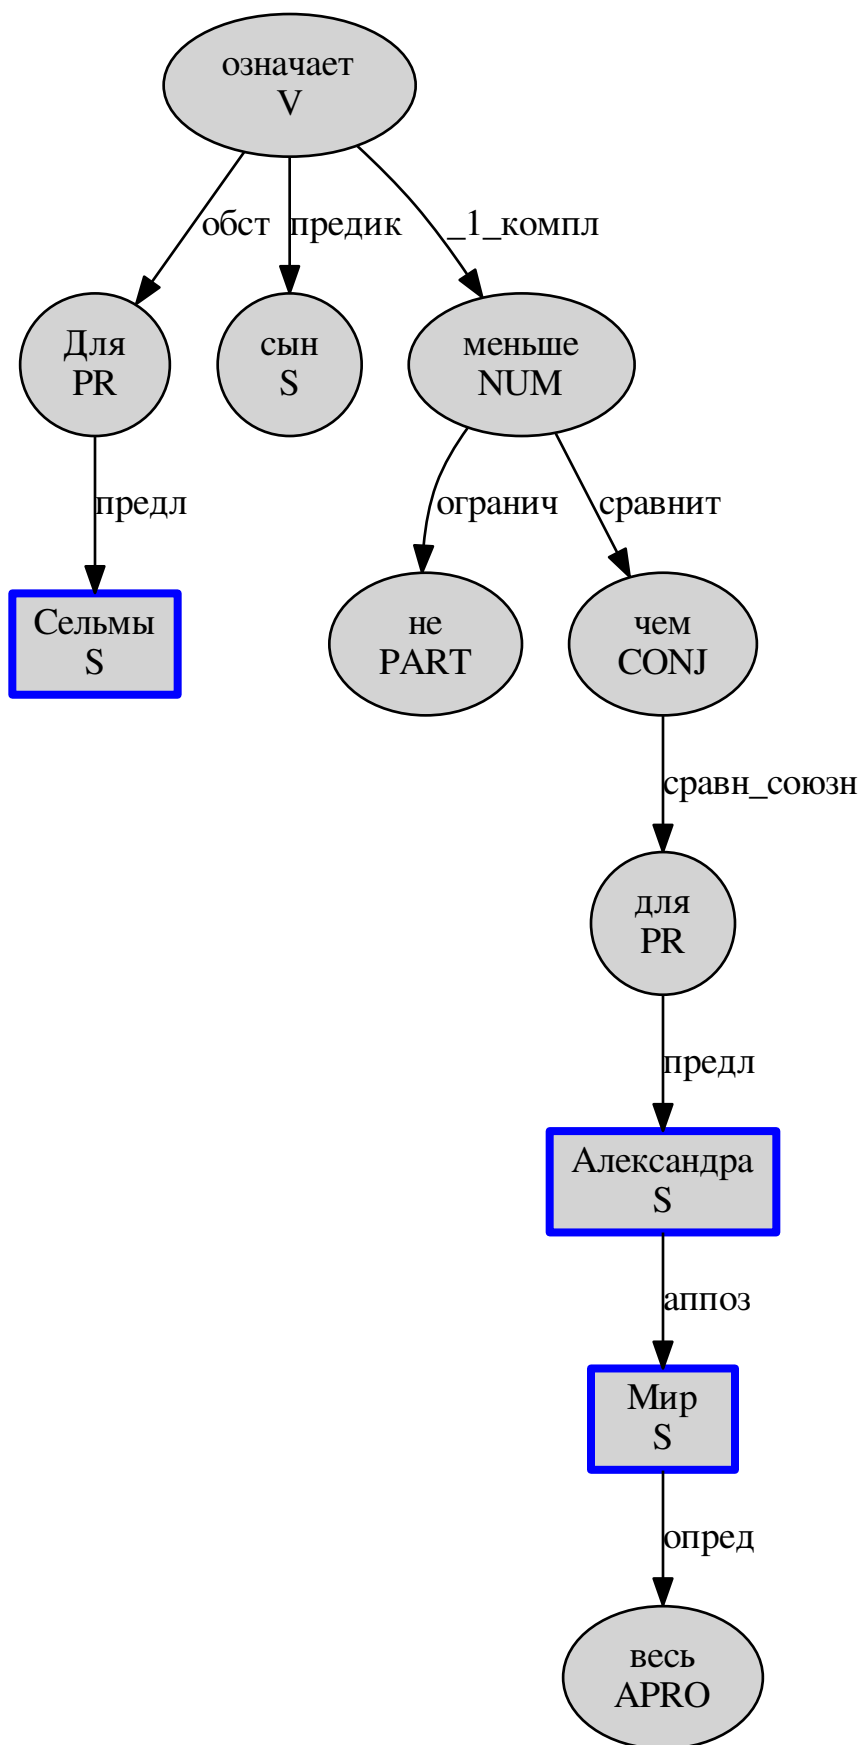 означает
V
обст
предик
_1_компл
Для
PR
сын
S
меньше
NUM
предл
огранич
сравнит
Сельмы
S
не
PART
чем
CONJ
сравн_союзн
для
PR
предл
Александра
S
аппоз
Мир
S
опред
весь
APRO